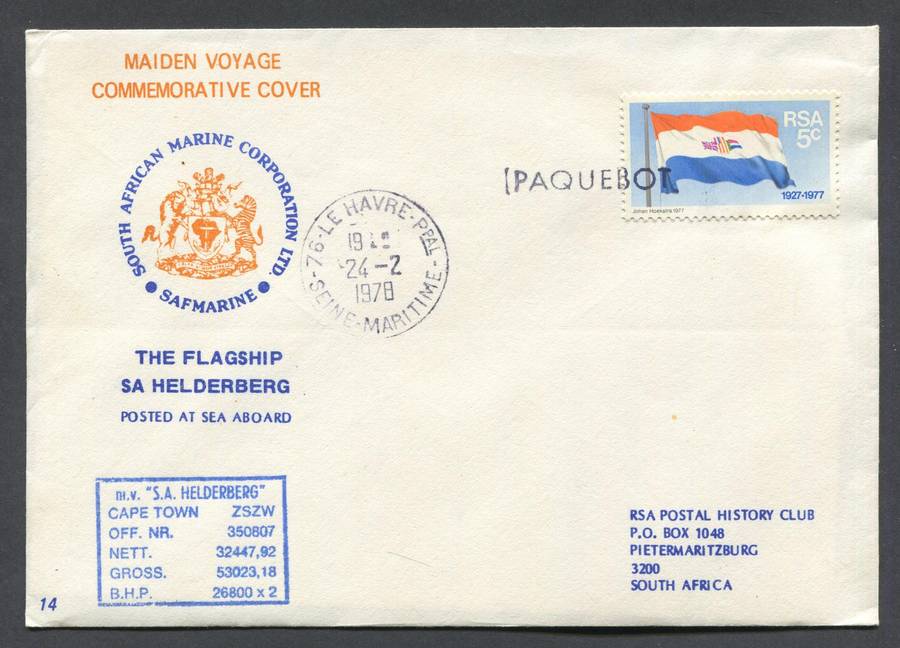 MAIDEN VOYAGE
COMMEMORATIVE COVER
SOUTH AFRICAN MARINE CORPORATION LTD.
● SAFMARINE ●
THE FLAGSHIP
SA HELDERBERG
POSTED AT SEA ABOARD
m.v. "S.A. HELDERBERG"
CAPE TOWN ZSZW
OFF. NR. 350807
NETT. 32447,92
GROSS. 53023,18
B.H.P. 26800 x 2
14
76-LE HAVRE-PPAL-
19
24-2
1978
SEINE-MARITIME-
PAQUEBOT
RSA
5c
1927-1977
Johan Hoekstra 1977
RSA POSTAL HISTORY CLUB
P.O. BOX 1048
PIETERMARITZBURG
3200
SOUTH AFRICA